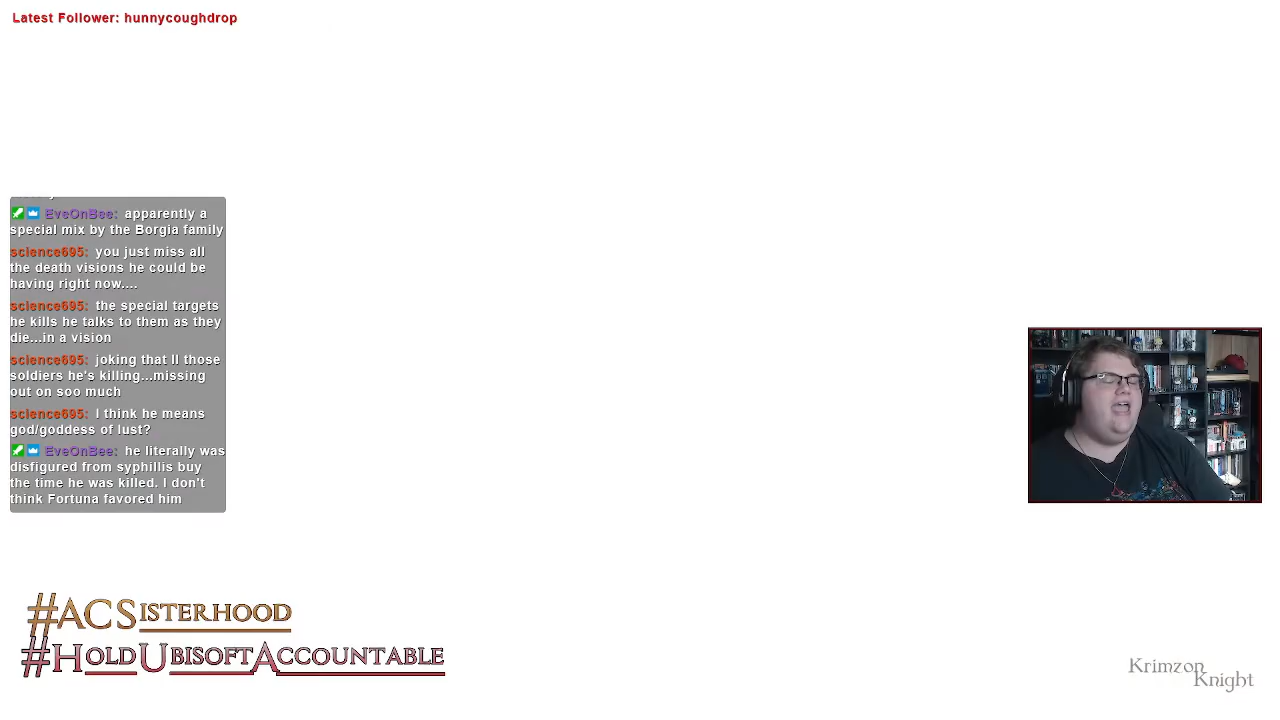 Latest Follower: hunnycoughdrop
EveOnBee: apparently a
special mix by the Borgia family
science695: you just miss all
the death visions he could be
having right now....
science695: the special targets
he kills he talks to them as they
die...in a vision
science695: joking that ll those
soldiers he's killing...missing
out on soo much
science695: I think he means
god/goddess of lust?
EveOnBee: he literally was
disfigured from syphillis buy
the time he was killed. I don't
think Fortuna favored him
#ACSisterhood
#HoldUbisoftAccountable
Krimzon
Knight